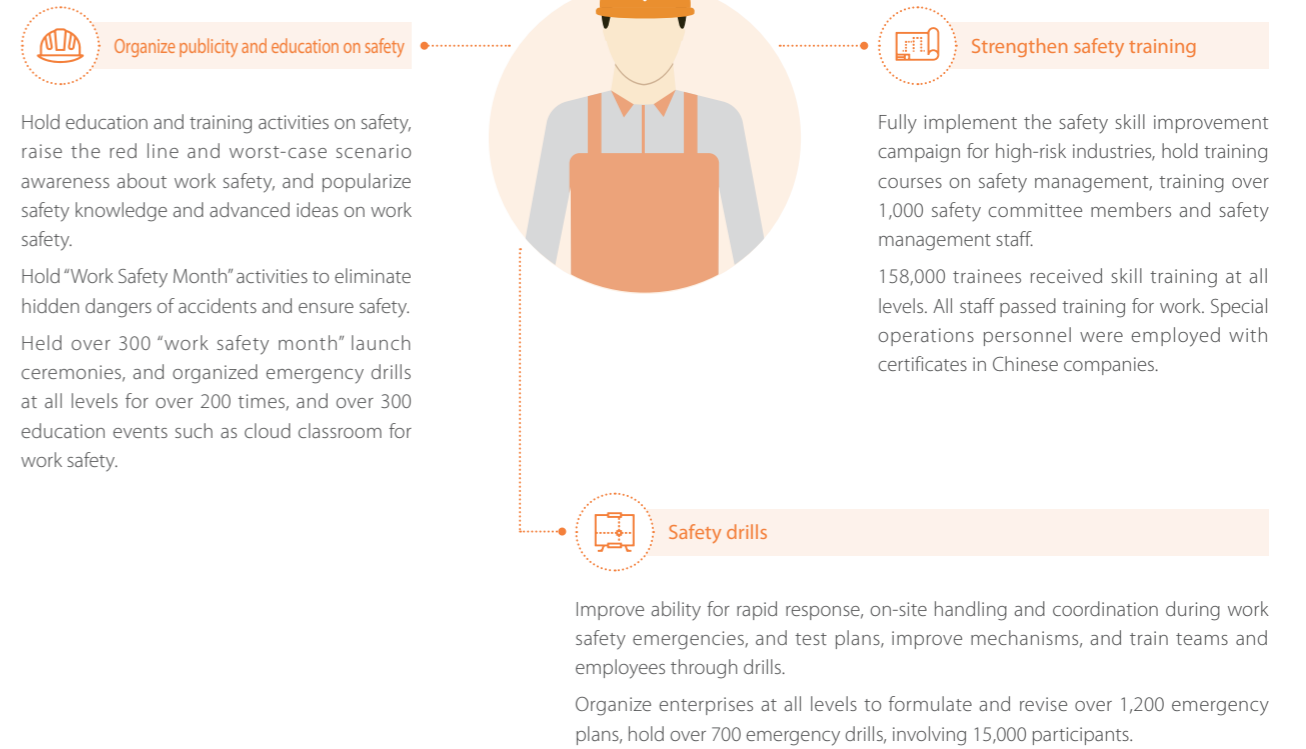 Organize publicity and education on safety
Hold education and training activities on safety,
raise the red line and worst-case scenario
awareness about work safety, and popularize
safety knowledge and advanced ideas on work
safety.
Hold “Work Safety Month” activities to eliminate
hidden dangers of accidents and ensure safety.
Held over 300 “work safety month” launch
ceremonies, and organized emergency drills
at all levels for over 200 times, and over 300
education events such as cloud classroom for
work safety.
Strengthen safety training
Fully implement the safety skill improvement
campaign for high-risk industries, hold training
courses on safety management, training over
1,000 safety committee members and safety
management staff.
158,000 trainees received skill training at all
levels. All staff passed training for work. Special
operations personnel were employed with
certificates in Chinese companies.
Safety drills
Improve ability for rapid response, on-site handling and coordination during work
safety emergencies, and test plans, improve mechanisms, and train teams and
employees through drills.
Organize enterprises at all levels to formulate and revise over 1,200 emergency
plans, hold over 700 emergency drills, involving 15,000 participants.